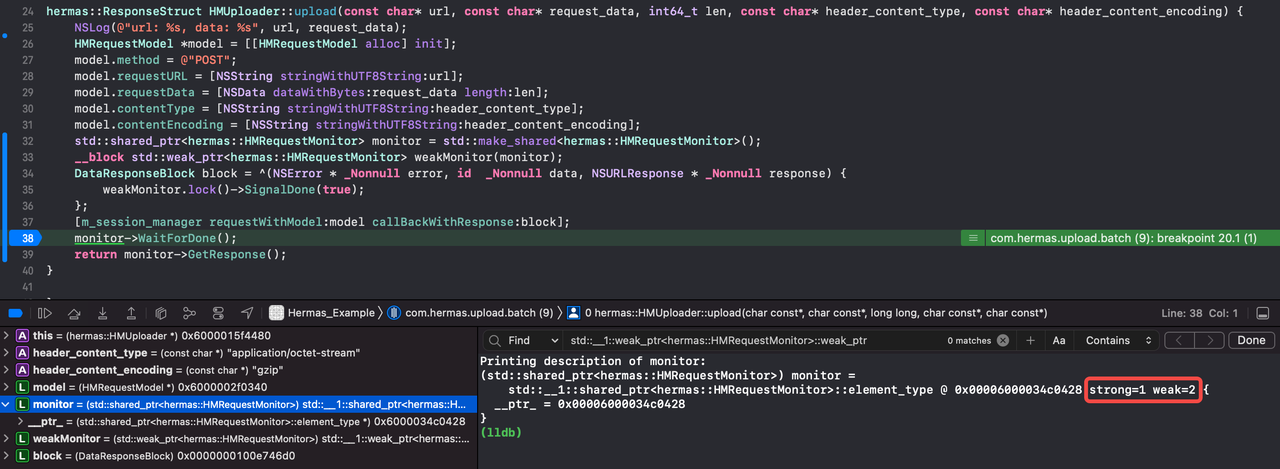 24 hermas::ResponseStruct HMUploader::upload(const char* url, const char* request_data, int64_t len, const char* header_content_type, const char* header_content_encoding) {
25 NSLog(@"url: %s, data: %s", url, request_data);
26 HMRequestModel *model = [[HMRequestModel alloc] init];
27 model.method = @"POST";
28 model.requestURL = [NSString stringWithUTF8String:url];
29 model.requestData = [NSData dataWithBytes:request_data length:len];
30 model.contentType = [NSString stringWithUTF8String:header_content_type];
31 model.contentEncoding = [NSString stringWithUTF8String:header_content_encoding];
32 std::shared_ptr<hermas::HMRequestMonitor> monitor = std::make_shared<hermas::HMRequestMonitor>();
33 __block std::weak_ptr<hermas::HMRequestMonitor> weakMonitor(monitor);
34 DataResponseBlock block = ^(NSError * _Nonnull error, id  _Nonnull data, NSURLResponse * _Nonnull response) {
35 weakMonitor.lock()->SignalDone(true);
36 };
37 [m_session_manager requestWithModel:model callBackWithResponse:block];
38 monitor->WaitForDone(); com.hermas.upload.batch (9): breakpoint 20.1 (1)
39 return monitor->GetResponse();
40 }
41
Hermas_Example com.hermas.upload.batch (9) 0 hermas::HMUploader::upload(char const*, char const*, long long, char const*, char const*) Line: 38 Col: 1
A this = (hermas::HMUploader *) 0x6000015f4480
A header_content_type = (const char *) "application/octet-stream"
A header_content_encoding = (const char *) "gzip"
L model = (HMRequestModel *) 0x6000002f0340
L monitor = (std::shared_ptr<hermas::HMRequestMonitor>) std::__1::shared_ptr<hermas::H...
__ptr_ = (std::shared_ptr<hermas::HMRequestMonitor>::element_type *) 0x6000034c0428
L weakMonitor = (std::weak_ptr<hermas::HMRequestMonitor>) std::__1::weak_ptr<herma...
L block = (DataResponseBlock) 0x0000000100e746d0
Find std::__1::weak_ptr<hermas::HMRequestMonitor>::weak_ptr 0 matches + Aa Contains Done
Printing description of monitor:
(std::shared_ptr<hermas::HMRequestMonitor>) monitor =
std::__1::shared_ptr<hermas::HMRequestMonitor>::element_type @ 0x00006000034c0428 strong=1 weak=2 {
__ptr_ = 0x00006000034c0428
}
(lldb)